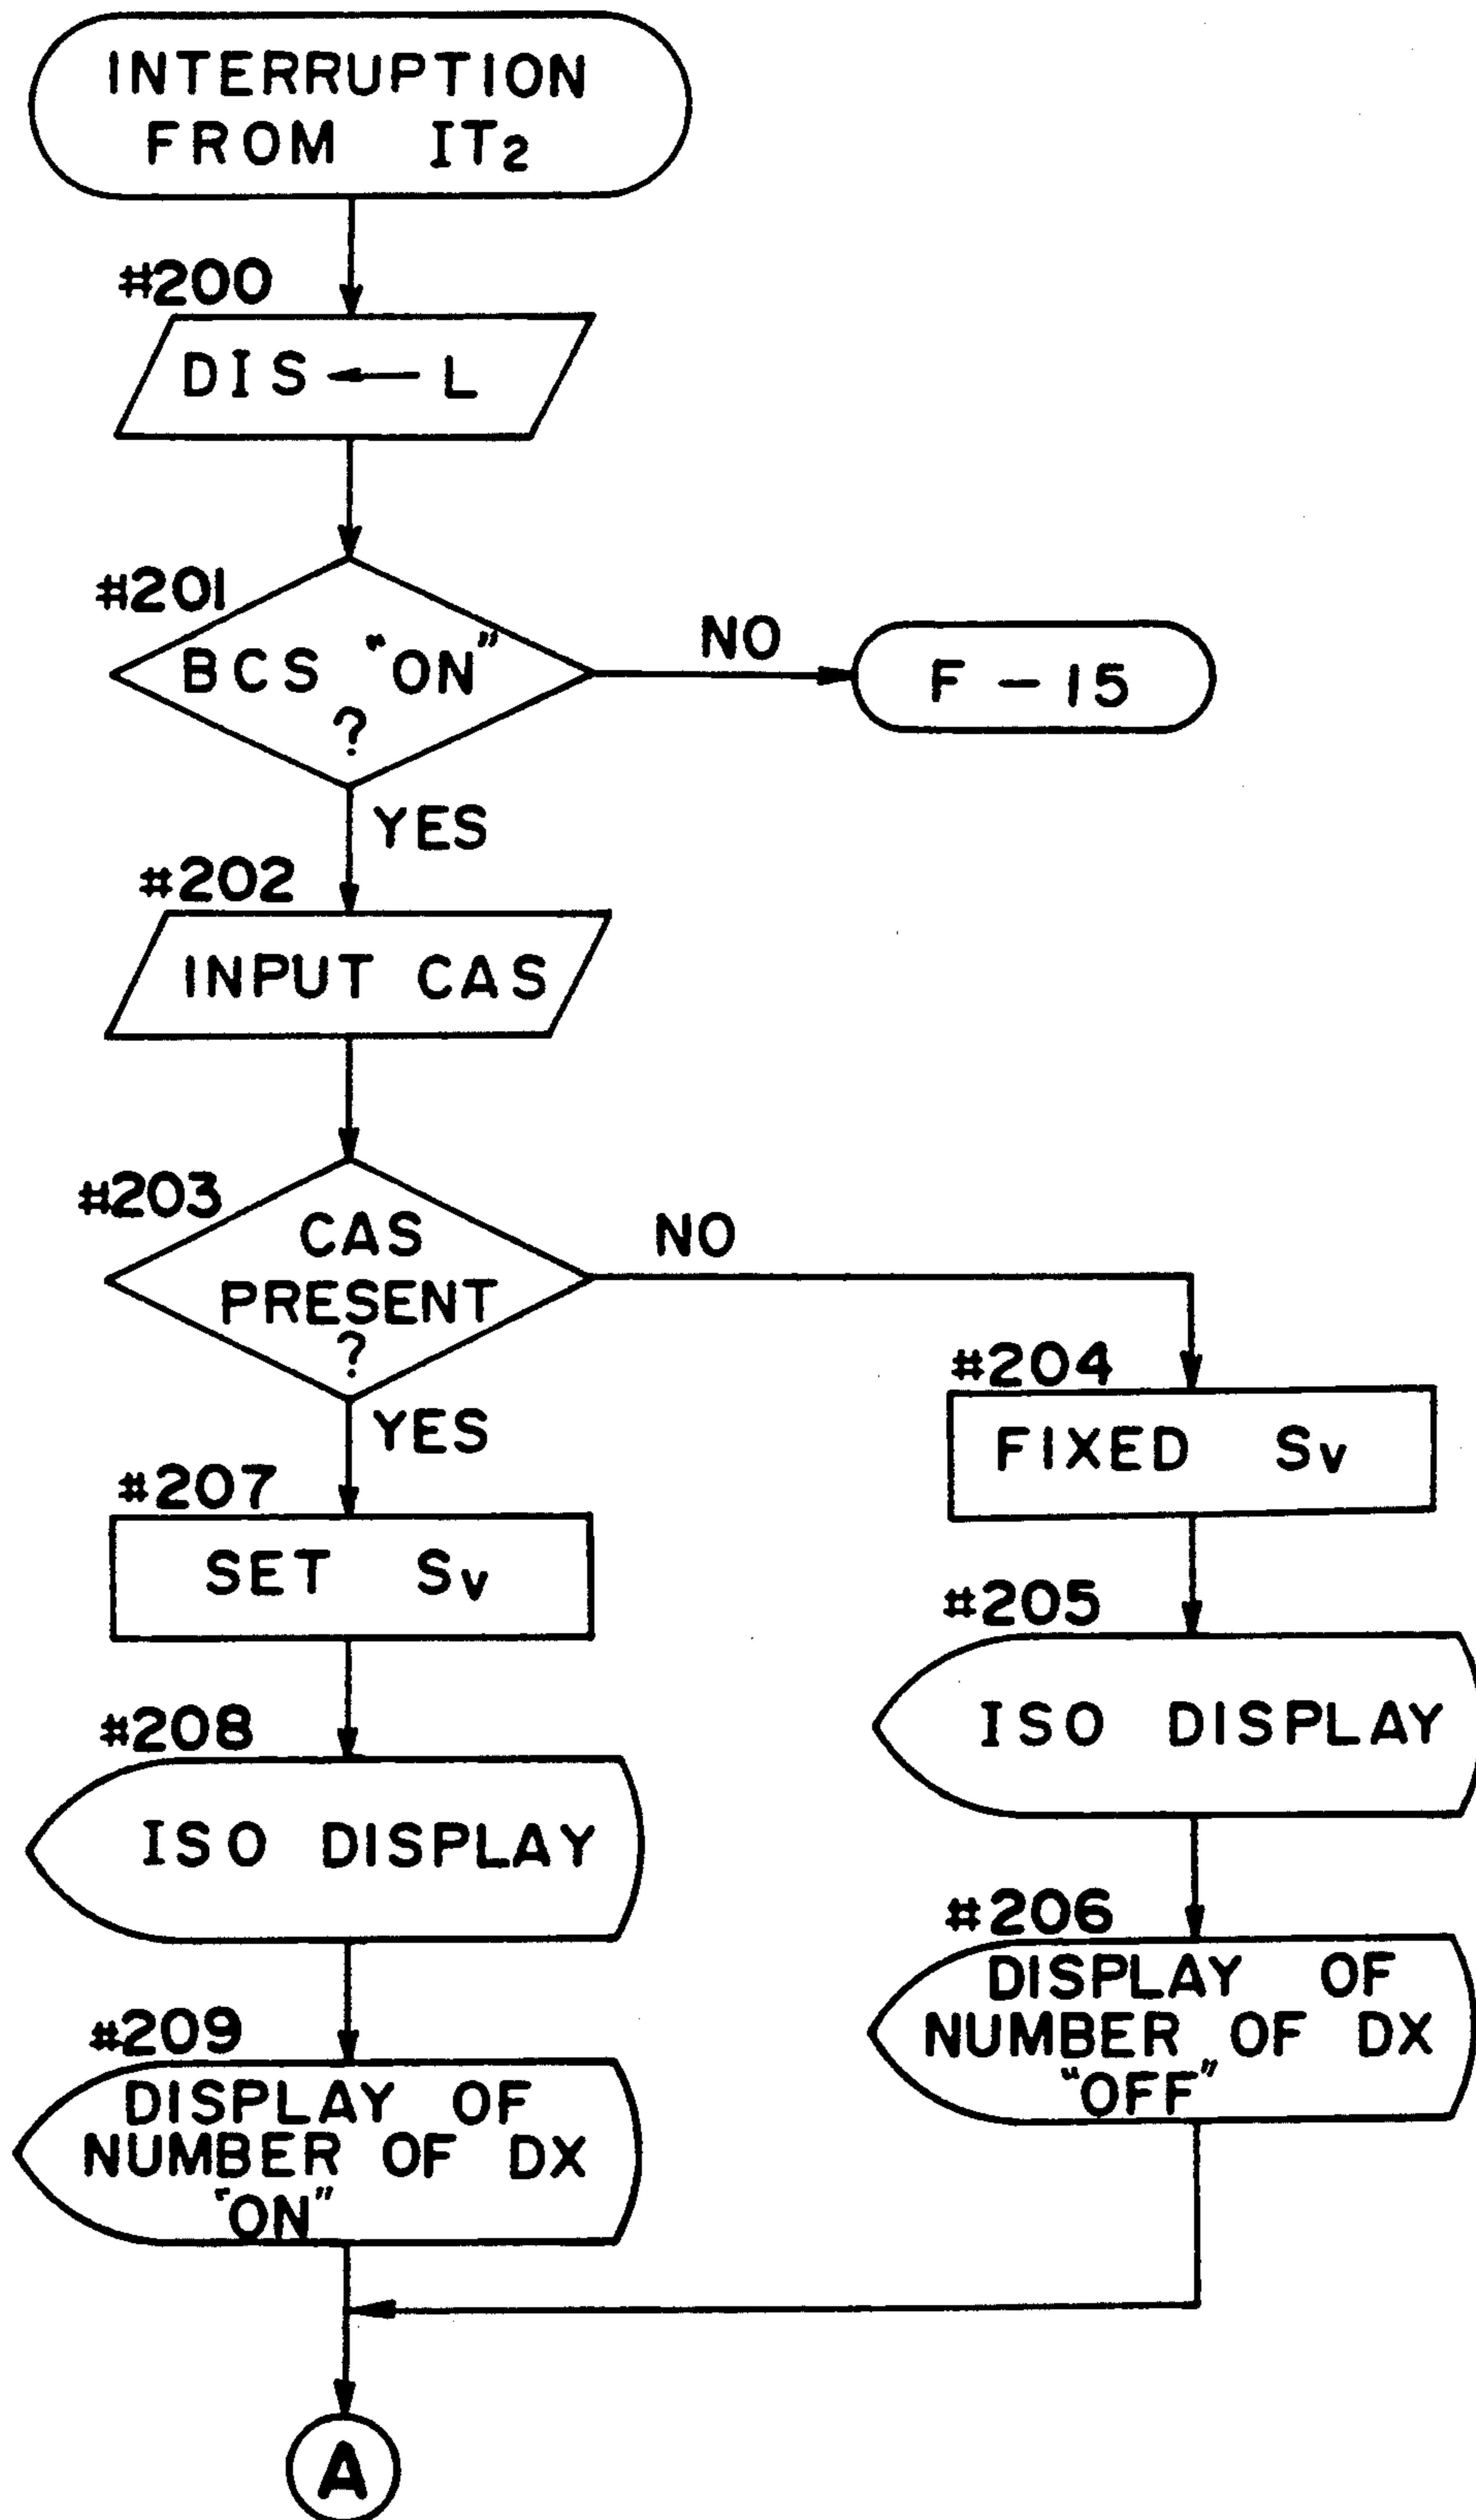 INTERRUPTION
FROM IT₂
#200
DIS ← L
#201
BCS "ON"
?
NO
F - 15
YES
#202
INPUT CAS
#203
CAS
PRESENT
?
NO
YES
#204
FIXED Sv
#205
ISO DISPLAY
#206
DISPLAY OF
NUMBER OF DX
"OFF"
#207
SET Sv
#208
ISO DISPLAY
#209
DISPLAY OF
NUMBER OF DX
"ON"
A